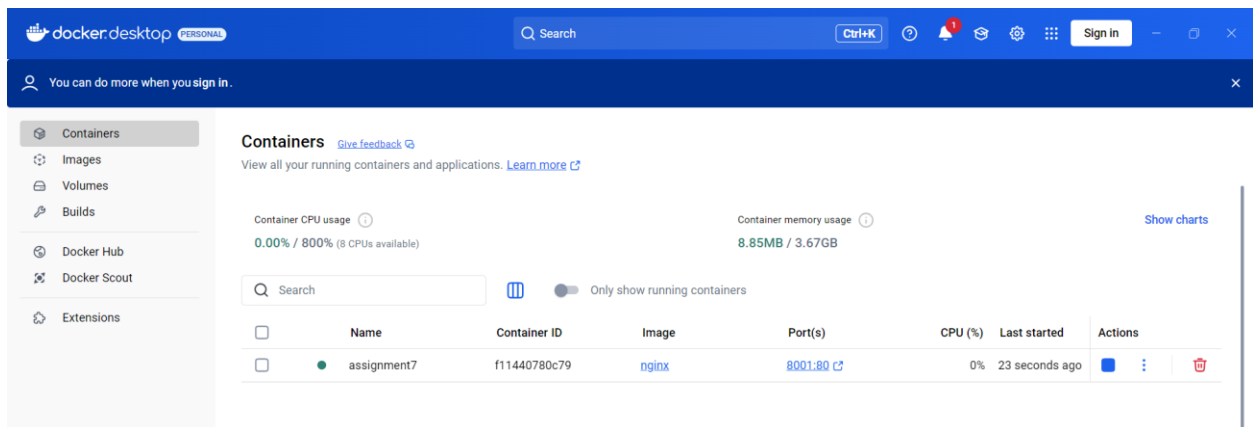 docker.desktop PERSONAL Search Ctrl+K 1 Sign in
You can do more when you sign in.
Containers
Images
Volumes
Builds
Docker Hub
Docker Scout
Extensions
Containers Give feedback
View all your running containers and applications. Learn more
Container CPU usage
0.00% / 800% (8 CPUs available)
Container memory usage
8.85MB / 3.67GB
Show charts
Search Only show running containers
Name Container ID Image Port(s) CPU (%) Last started Actions
assignment7 f11440780c79 nginx 8001:80 0% 23 seconds ago